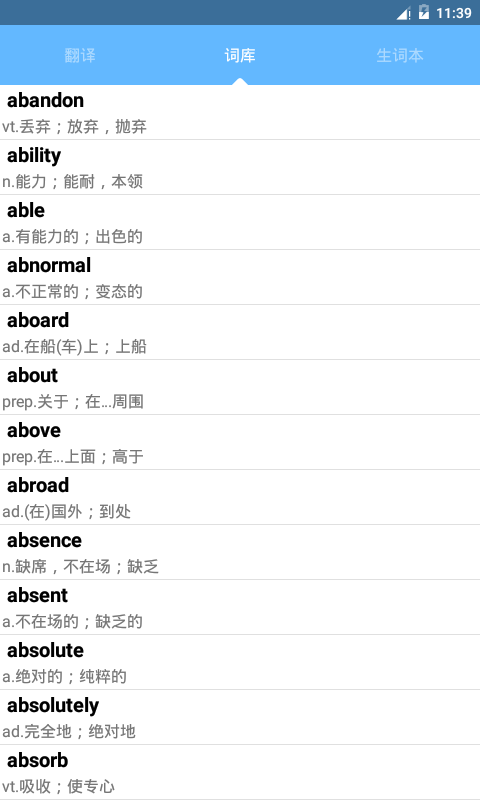 11:39
翻译 词库 生词本
abandon
vt.丢弃；放弃，抛弃
ability
n.能力；能耐，本领
able
a.有能力的；出色的
abnormal
a.不正常的；变态的
aboard
ad.在船(车)上；上船
about
prep.关于；在...周围
above
prep.在...上面；高于
abroad
ad.(在)国外；到处
absence
n.缺席，不在场；缺乏
absent
a.不在场的；缺乏的
absolute
a.绝对的；纯粹的
absolutely
ad.完全地；绝对地
absorb
vt.吸收；使专心